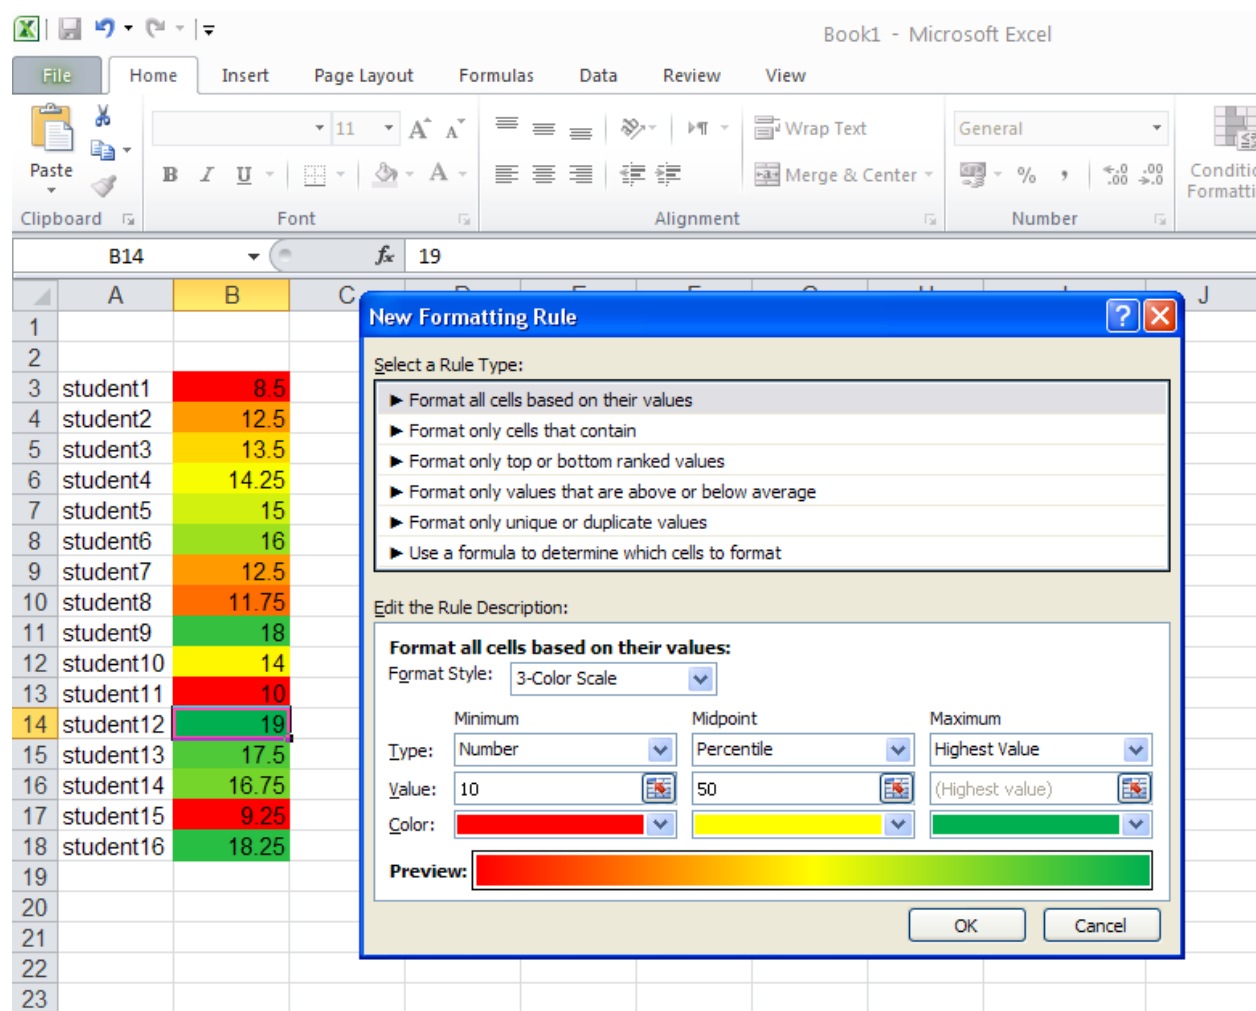 Book1 - Microsoft Excel
File Home Insert Page Layout Formulas Data Review View
11 A A Wrap Text General
Paste B I U A Merge & Center % , .0 .00 .00 .0 Conditio
Formatti
Clipboard Font Alignment Number
B14 fx 19
A B C J
1
2
3 student1 8.5
4 student2 12.5
5 student3 13.5
6 student4 14.25
7 student5 15
8 student6 16
9 student7 12.5
10 student8 11.75
11 student9 18
12 student10 14
13 student11 10
14 student12 19
15 student13 17.5
16 student14 16.75
17 student15 9.25
18 student16 18.25
19
20
21
22
23
New Formatting Rule ?
Select a Rule Type:
► Format all cells based on their values
► Format only cells that contain
► Format only top or bottom ranked values
► Format only values that are above or below average
► Format only unique or duplicate values
► Use a formula to determine which cells to format
Edit the Rule Description:
Format all cells based on their values:
Format Style: 3-Color Scale
Minimum Midpoint Maximum
Type: Number Percentile Highest Value
Value: 10 50 (Highest value)
Color:
Preview:
OK Cancel